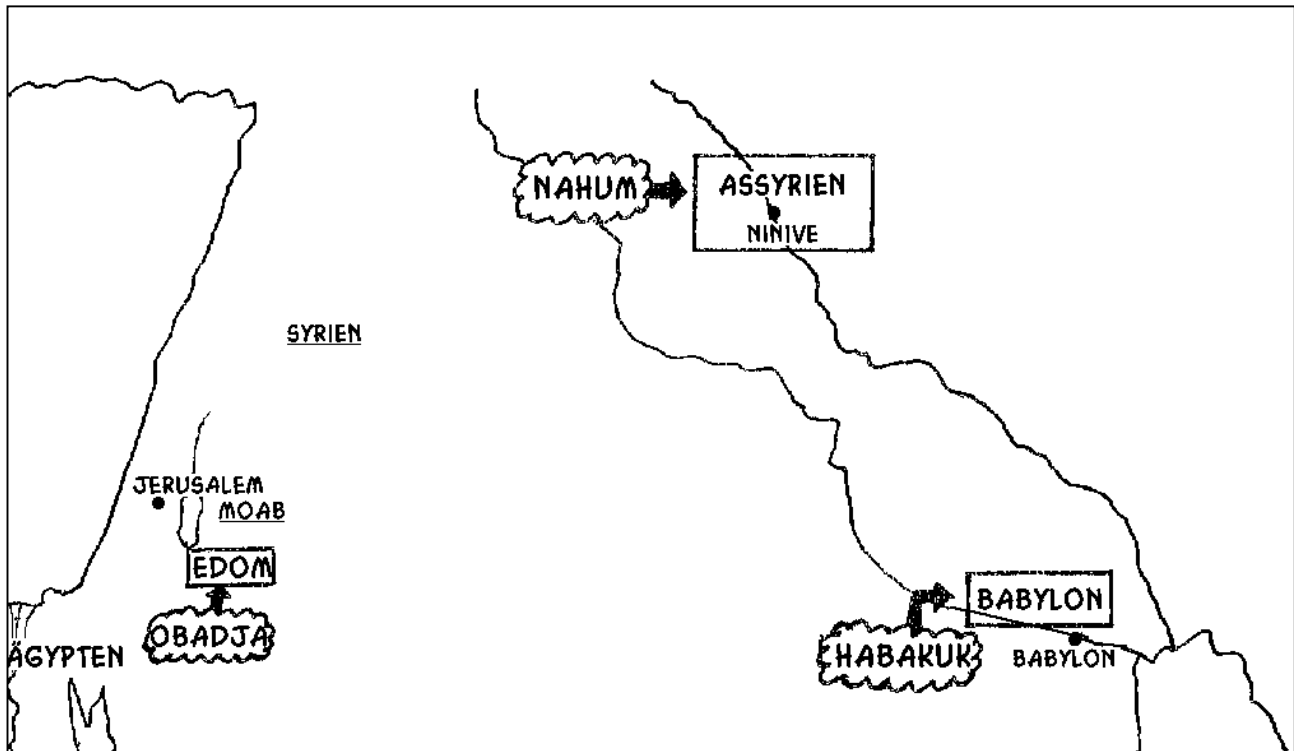 NAHUM
ASSYRIEN
NINIVE
SYRIEN
JERUSALEM
MOAB
EDOM
OBADJA
ÄGYPTEN
BABYLON
HABAKUK
BABYLON